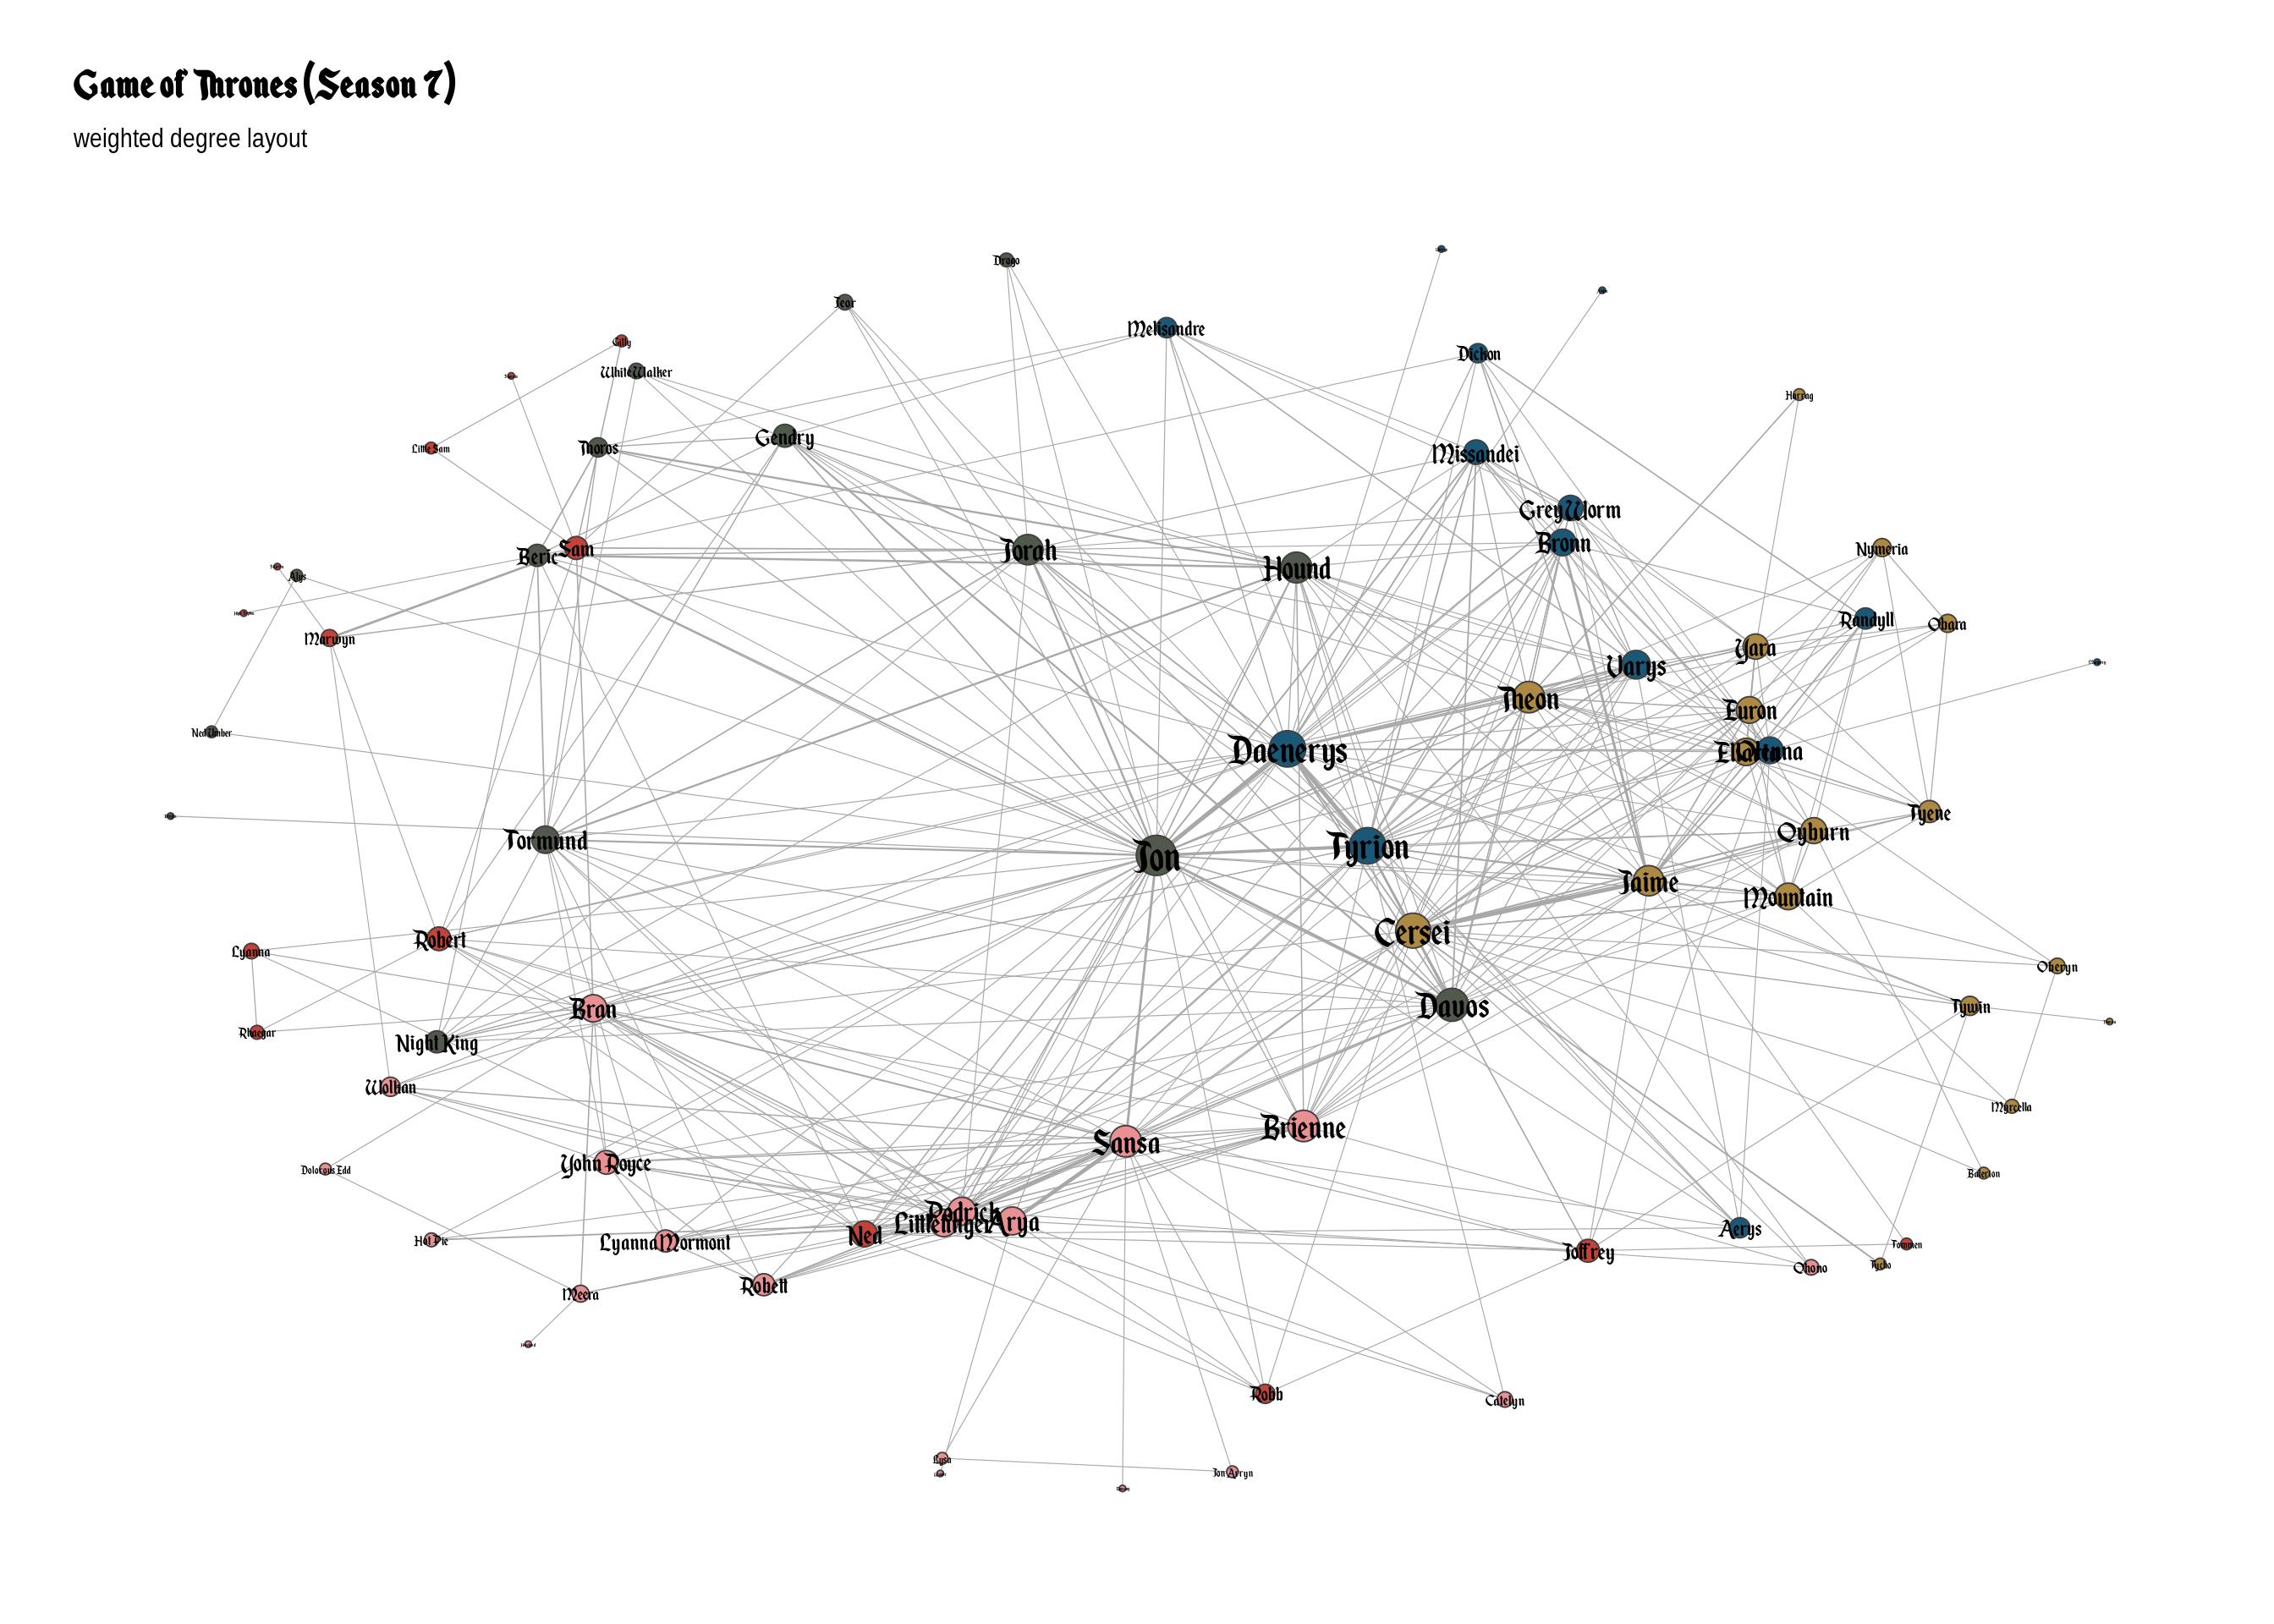 Game of Thrones (Season 7)
weighted degree layout
Drogo
Jeor
Melisandre
Gilly
White Walker
Dickon
Harrag
Little Sam
Thoros
Gendry
Missandei
Grey Worm
Bronn
Nymeria
Beric
Sam
Jorah
Hound
Alys
Marwyn
Randyll
Obara
Yara
Varys
Theon
Euron
Ned Umber
Daenerys
Ellaria
Olenna
Tyene
Tormund
Jon
Tyrion
Qyburn
Jaime
Mountain
Robert
Cersei
Lyanna
Oberyn
Bran
Davos
Tywin
Rhaegar
Night King
Wolkan
Myrcella
Brienne
Sansa
Yohn Royce
Dolorous Edd
Balerion
Podrick
Littlefinger
Arya
Ned
Aerys
Hot Pie
Lyanna Mormont
Joffrey
Tommen
Tycho
Ohono
Robett
Meera
Robb
Catelyn
Lysa
Jon Arryn